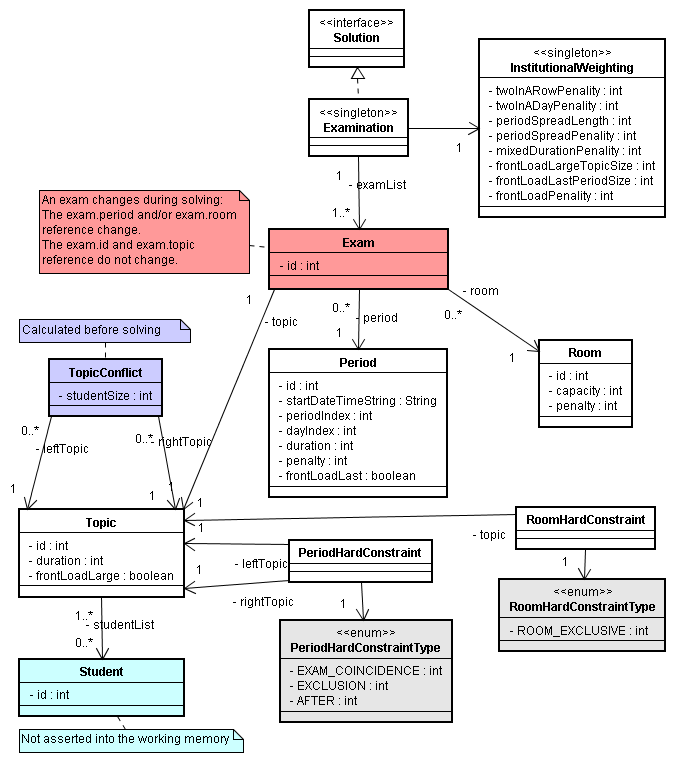 <<interface>>
Solution
<<singleton>>
InstitutionalWeighting
- twoInARowPenality : int
- twoInADayPenality : int
- periodSpreadLength : int
- periodSpreadPenality : int
- mixedDurationPenality : int
- frontLoadLargeTopicSize : int
- frontLoadLastPeriodSize : int
- frontLoadPenality : int
<<singleton>>
Examination
1
1
- examList
1..*
An exam changes during solving:
The exam.period and/or exam.room
reference change.
The exam.id and exam.topic
reference do not change.
Exam
- id : int
1
- topic
0..*
- period
1
- room
0..*
1
Calculated before solving
TopicConflict
- studentSize : int
0..*
- leftTopic
1
0..*
- rightTopic
1
Period
- id : int
- startDateTimeString : String
- periodIndex : int
- dayIndex : int
- duration : int
- penalty : int
- frontLoadLast : boolean
Room
- id : int
- capacity : int
- penalty : int
1
1
1
Topic
- id : int
- duration : int
- frontLoadLarge : boolean
RoomHardConstraint
- topic
1
PeriodHardConstraint
- leftTopic
1
- rightTopic
1
<<enum>>
RoomHardConstraintType
- ROOM_EXCLUSIVE : int
1..*
- studentList
0..*
<<enum>>
PeriodHardConstraintType
- EXAM_COINCIDENCE : int
- EXCLUSION : int
- AFTER : int
Student
- id : int
Not asserted into the working memory